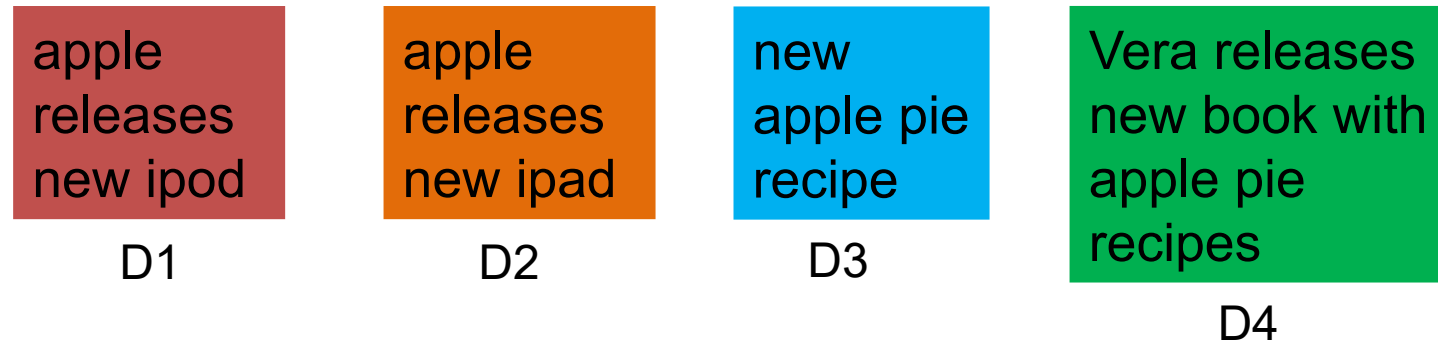 apple
releases
new ipod
D1
apple
releases
new ipad
D2
new
apple pie
recipe
D3
Vera releases
new book with
apple pie
recipes
D4